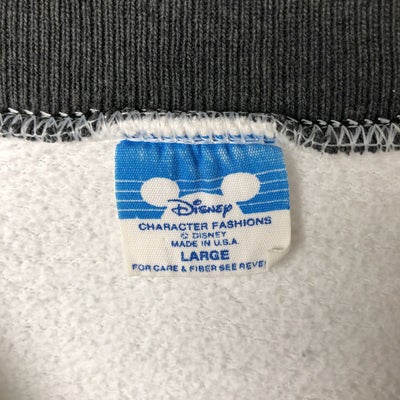 Disney
CHARACTER FASHIONS
© DISNEY
MADE IN U.S.A.
LARGE
FOR CARE & FIBER SEE REVE